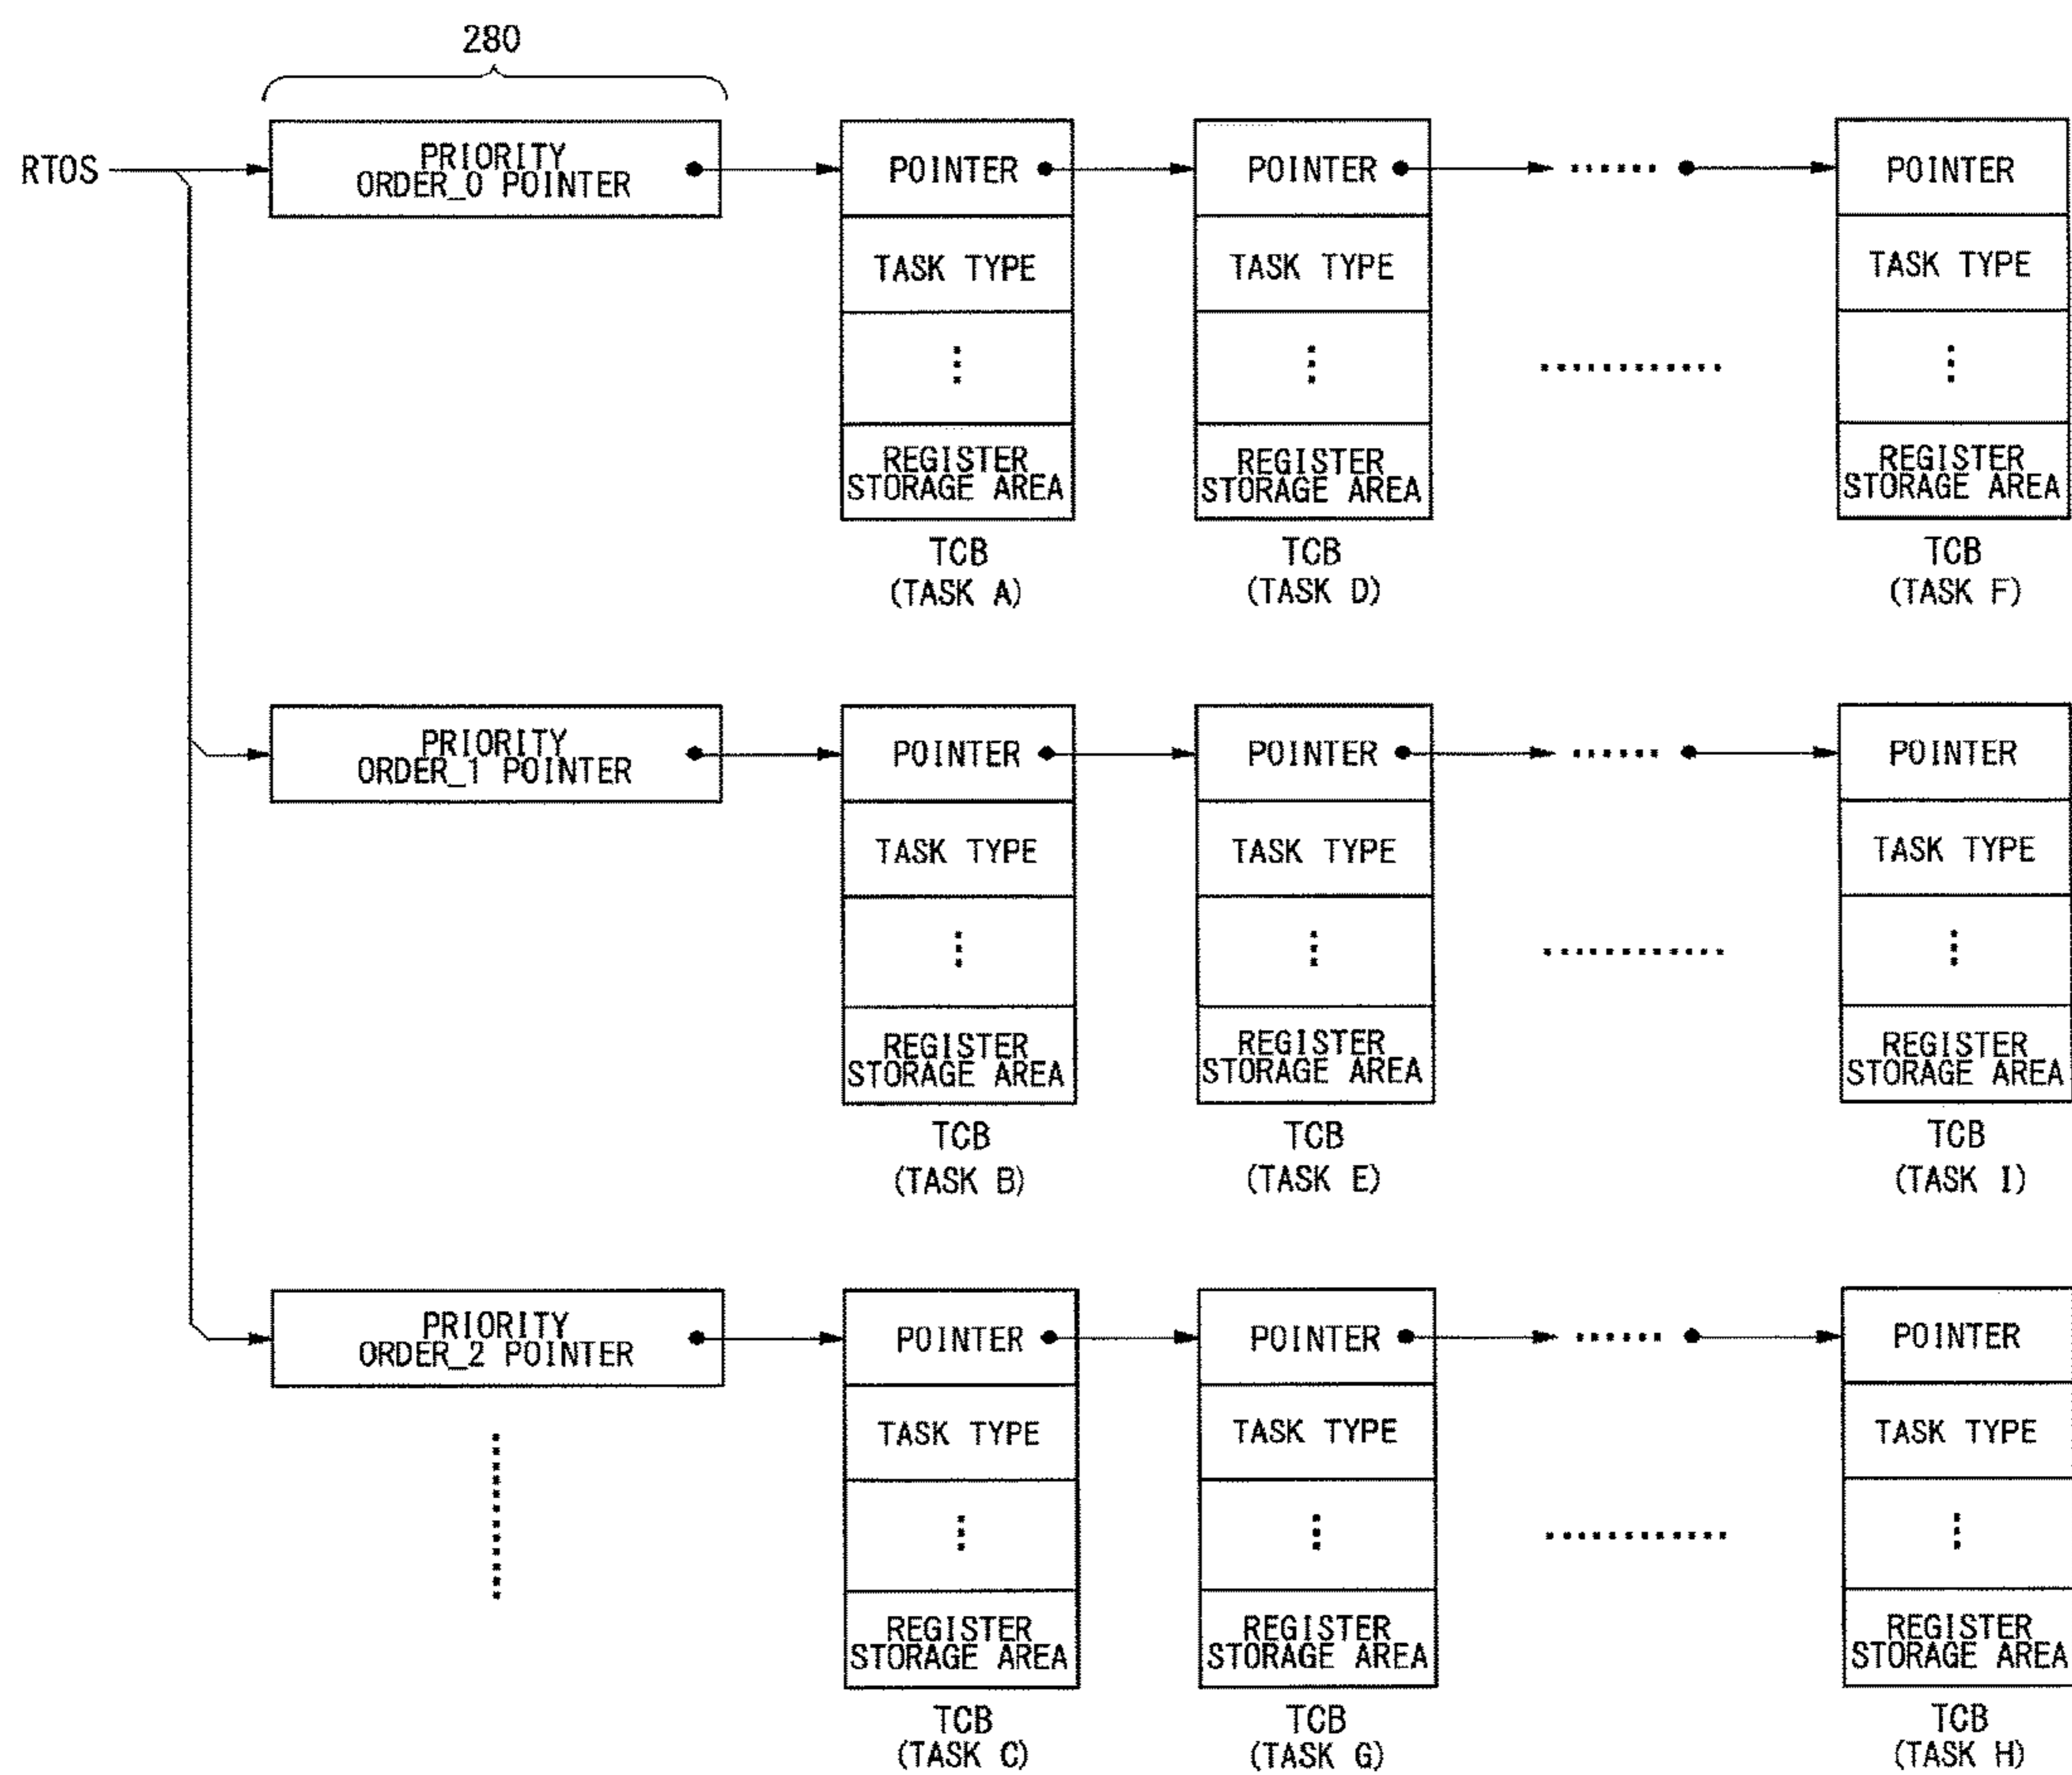 280
RTOS
PRIORITY
ORDER_0 POINTER
POINTER
POINTER
......
POINTER
TASK TYPE
TASK TYPE
TASK TYPE
REGISTER
STORAGE AREA
REGISTER
STORAGE AREA
REGISTER
STORAGE AREA
TCB
(TASK A)
TCB
(TASK D)
TCB
(TASK F)
PRIORITY
ORDER_1 POINTER
POINTER
POINTER
......
POINTER
TASK TYPE
TASK TYPE
TASK TYPE
REGISTER
STORAGE AREA
REGISTER
STORAGE AREA
REGISTER
STORAGE AREA
TCB
(TASK B)
TCB
(TASK E)
TCB
(TASK I)
PRIORITY
ORDER_2 POINTER
POINTER
POINTER
......
POINTER
TASK TYPE
TASK TYPE
TASK TYPE
REGISTER
STORAGE AREA
REGISTER
STORAGE AREA
REGISTER
STORAGE AREA
TCB
(TASK C)
TCB
(TASK G)
TCB
(TASK H)